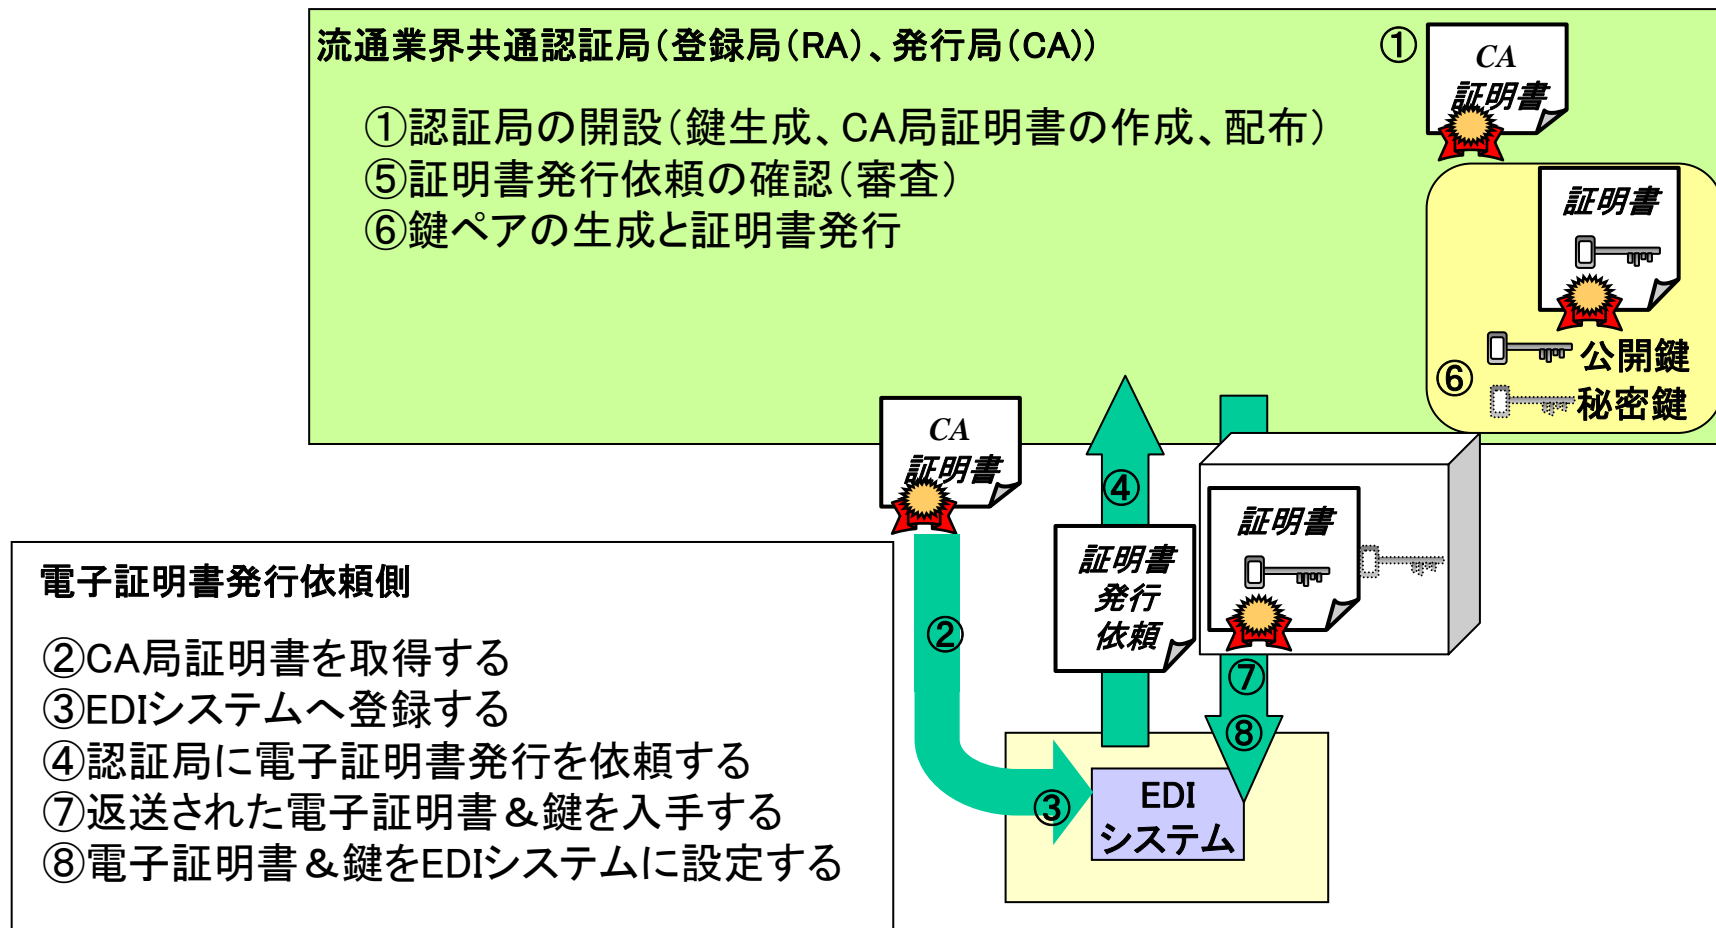 流通業界共通認証局（登録局（RA）、発行局（CA））
①認証局の開設（鍵生成、CA局証明書の作成、配布）
⑤証明書発行依頼の確認（審査）
⑥鍵ペアの生成と証明書発行
①
CA
証明書
証明書
公開鍵
⑥
秘密鍵
CA
証明書
④
証明書
発行
依頼
証明書
②
⑦
⑧
③
EDI
システム
電子証明書発行依頼側
②CA局証明書を取得する
③EDIシステムへ登録する
④認証局に電子証明書発行を依頼する
⑦返送された電子証明書＆鍵を入手する
⑧電子証明書＆鍵をEDIシステムに設定する